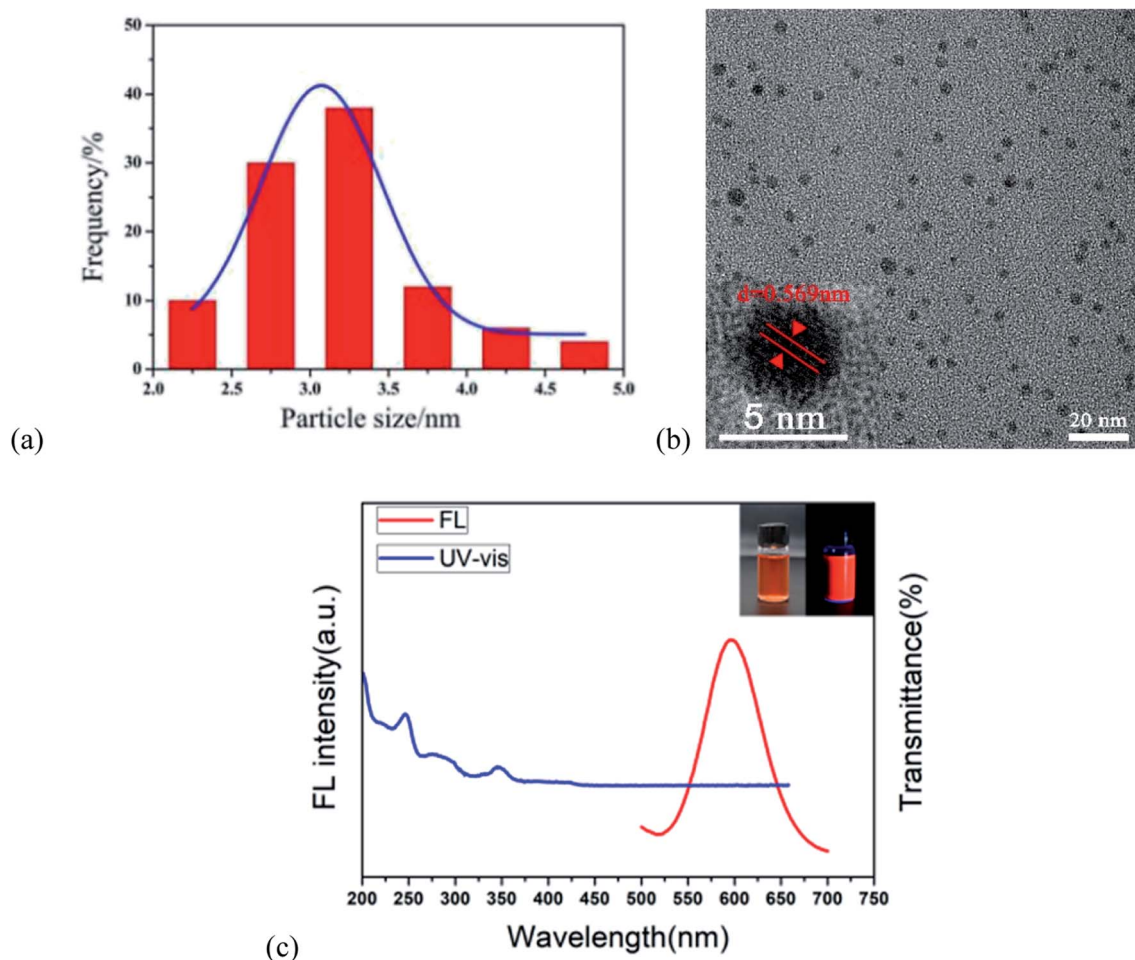 50
40
30
20
10
0
Frequency/%
2.0 2.5 3.0 3.5 4.0 4.5 5.0
Particle size/nm
(a)
d=0.569nm
5 nm
20 nm
(b)
FL
UV-vis
FL intensity(a.u.)
Transmittance(%)
200 250 300 350 400 450 500 550 600 650 700 750
Wavelength(nm)
(c)